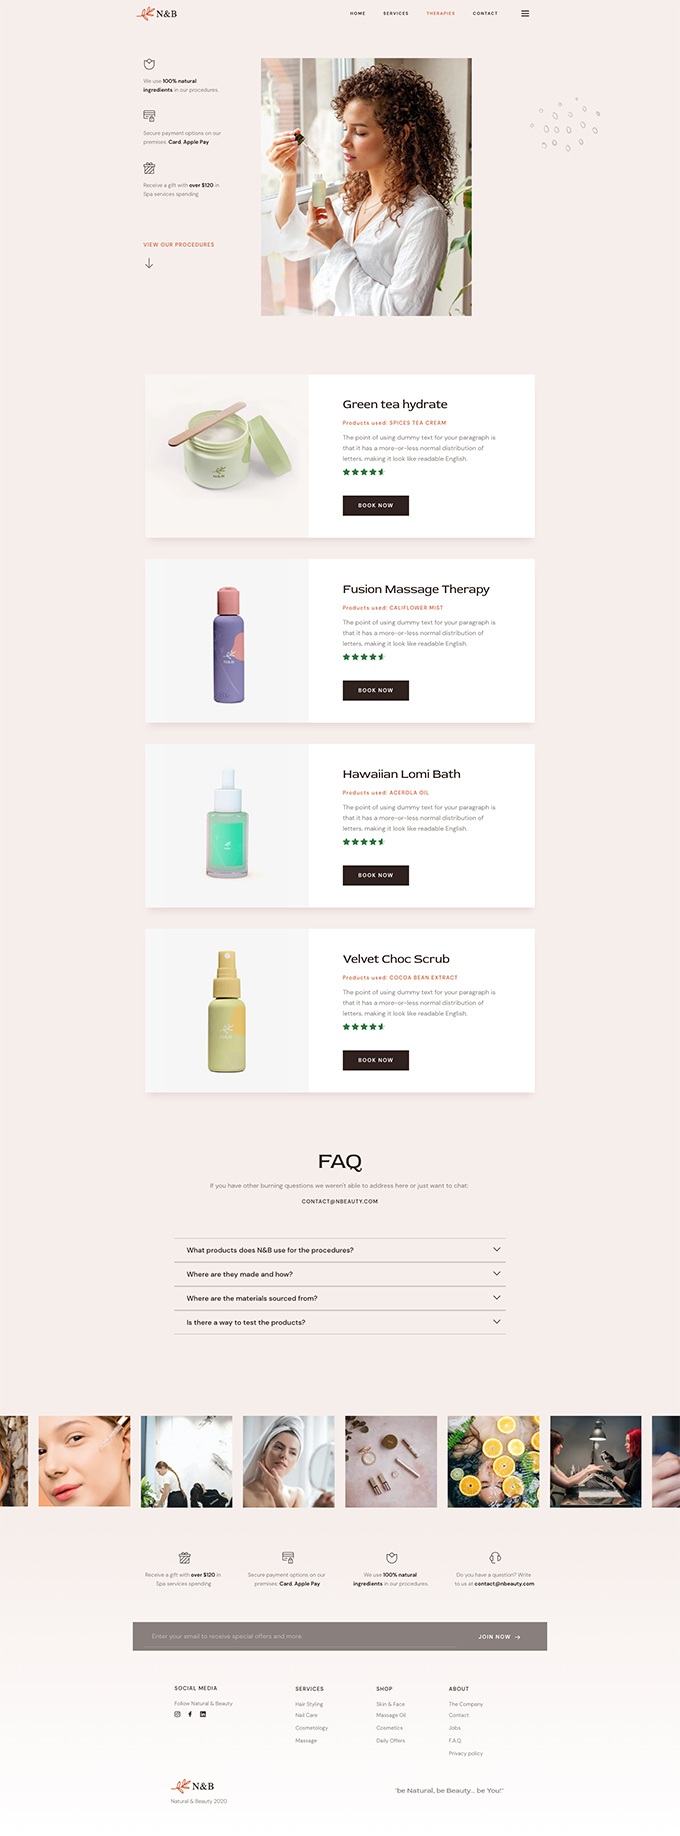 N&B
HOME SERVICES THERAPIES CONTACT
We use 100% natural
ingredients in our procedures.
Secure payment options on our
premises: Card, Apple Pay
Receive a gift with over $120 in
Spa services spending
VIEW OUR PROCEDURES
N&B
Green tea hydrate
Products used: SPICES TEA CREAM
The point of using dummy text for your paragraph is
that it has a more-or-less normal distribution of
letters. making it look like readable English.
BOOK NOW
N&B
Fusion Massage Therapy
Products used: CALIFLOWER MIST
The point of using dummy text for your paragraph is
that it has a more-or-less normal distribution of
letters. making it look like readable English.
BOOK NOW
Hawaiian Lomi Bath
Products used: ACEROLA OIL
The point of using dummy text for your paragraph is
that it has a more-or-less normal distribution of
letters. making it look like readable English.
BOOK NOW
N&B
Velvet Choc Scrub
Products used: COCOA BEAN EXTRACT
The point of using dummy text for your paragraph is
that it has a more-or-less normal distribution of
letters. making it look like readable English.
BOOK NOW
FAQ
If you have other burning questions we weren't able to address here or just want to chat:
CONTACT@NBEAUTY.COM
What products does N&B use for the procedures?
Where are they made and how?
Where are the materials sourced from?
Is there a way to test the products?
Receive a gift with over $120 in
Spa services spending
Secure payment options on our
premises: Card, Apple Pay
We use 100% natural
ingredients in our procedures.
Do you have a question? Write
to us at contact@nbeauty.com
Enter your email to receive special offers and more.
JOIN NOW →
SOCIAL MEDIA
Follow Natural & Beauty
SERVICES
Hair Styling
Nail Care
Cosmetology
Massage
SHOP
Skin & Face
Massage Oil
Cosmetics
Daily Offers
ABOUT
The Company
Contact
Jobs
F.A.Q.
Privacy policy
N&B
Natural & Beauty 2020
"be Natural, be Beauty... be You!"